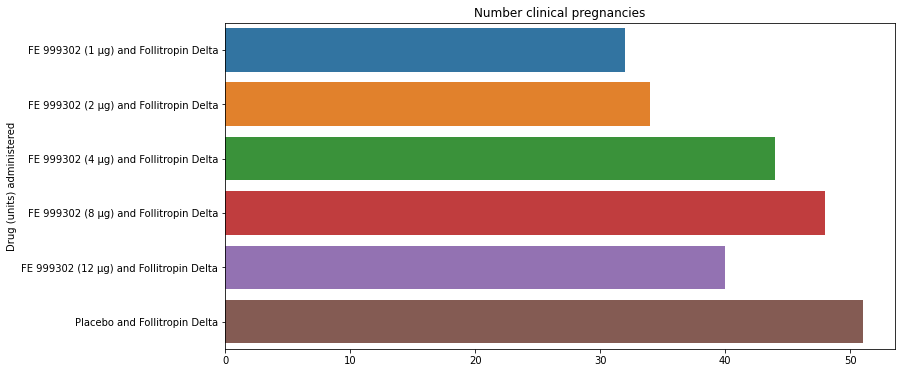 Number clinical pregnancies
Drug (units) administered
FE 999302 (1 µg) and Follitropin Delta
FE 999302 (2 µg) and Follitropin Delta
FE 999302 (4 µg) and Follitropin Delta
FE 999302 (8 µg) and Follitropin Delta
FE 999302 (12 µg) and Follitropin Delta
Placebo and Follitropin Delta
0 10 20 30 40 50